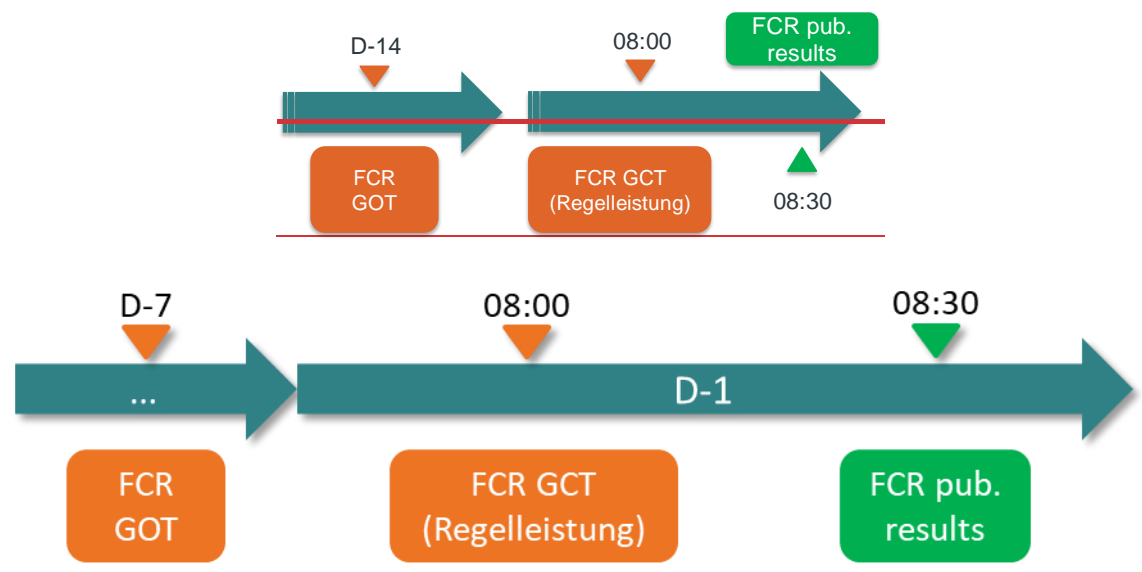 D-14
08:00
FCR pub.
results
FCR
GOT
FCR GCT
(Regelleistung)
08:30
D-7
08:00
08:30
...
D-1
FCR
GOT
FCR GCT
(Regelleistung)
FCR pub.
results